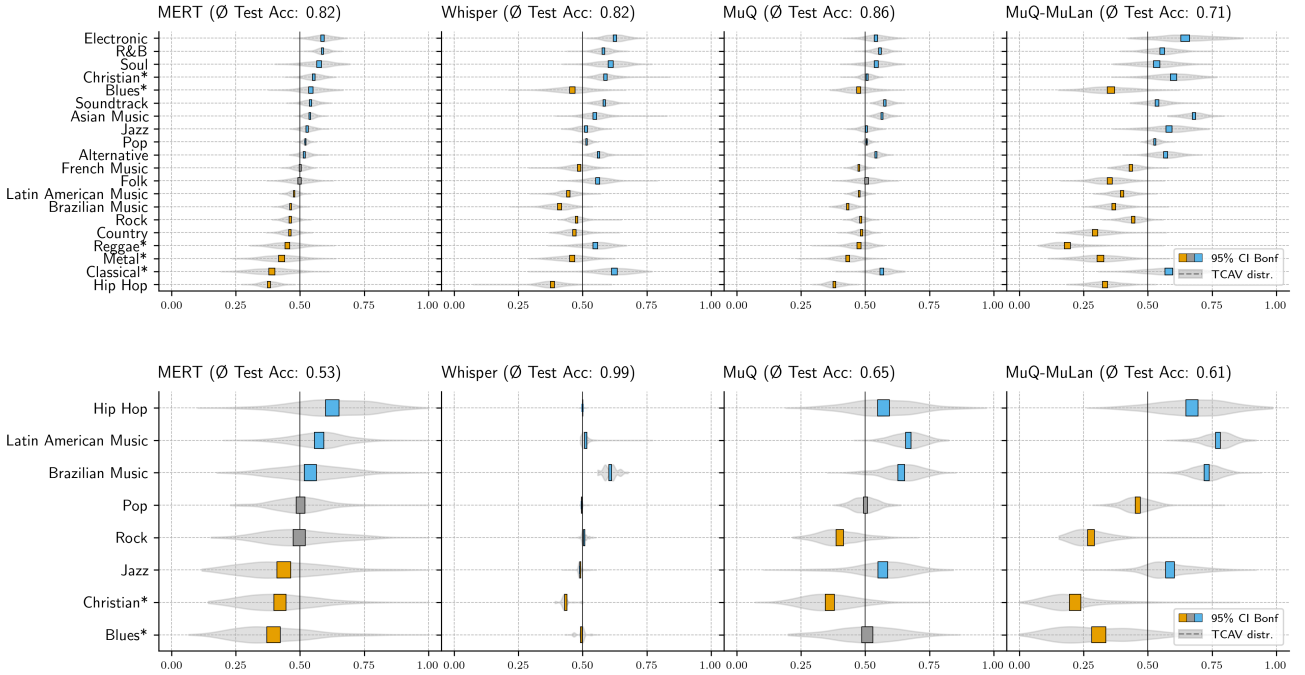 MERT (Ø Test Acc: 0.82)
Whisper (Ø Test Acc: 0.82)
MuQ (Ø Test Acc: 0.86)
MuQ-MuLan (Ø Test Acc: 0.71)
Electronic
R&B
Soul
Christian*
Blues*
Soundtrack
Asian Music
Jazz
Pop
Alternative
French Music
Folk
Latin American Music
Brazilian Music
Rock
Country
Reggae*
Metal*
Classical*
Hip Hop
95% CI Bonf
TCAV distr.
0.00 0.25 0.50 0.75 1.00
0.00 0.25 0.50 0.75 1.00
0.00 0.25 0.50 0.75 1.00
0.00 0.25 0.50 0.75 1.00
MERT (Ø Test Acc: 0.53)
Whisper (Ø Test Acc: 0.99)
MuQ (Ø Test Acc: 0.65)
MuQ-MuLan (Ø Test Acc: 0.61)
Hip Hop
Latin American Music
Brazilian Music
Pop
Rock
Jazz
Christian*
Blues*
95% CI Bonf
TCAV distr.
0.00 0.25 0.50 0.75 1.00
0.00 0.25 0.50 0.75 1.00
0.00 0.25 0.50 0.75 1.00
0.00 0.25 0.50 0.75 1.00